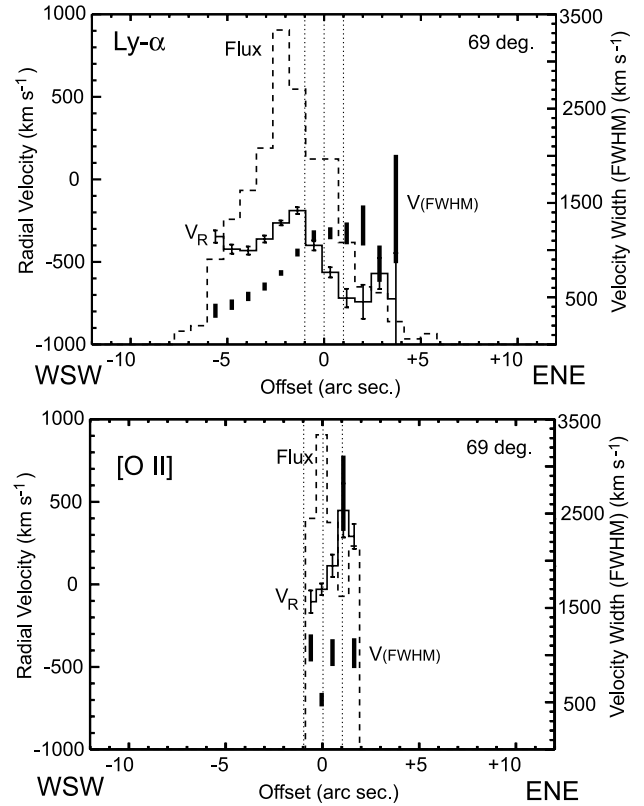 Ly-α
Flux
69 deg.
1000
500
0
-500
-1000
3500
2500
1500
500
Radial Velocity (km s⁻¹)
Velocity Width (FWHM) (km s⁻¹)
V(FWHM)
V_R
-10
-5
0
+5
+10
WSW
Offset (arc sec.)
ENE
[O II]
Flux
69 deg.
1000
500
0
-500
-1000
3500
2500
1500
500
Radial Velocity (km s⁻¹)
Velocity Width (FWHM) (km s⁻¹)
V_R
V(FWHM)
-10
-5
0
+5
+10
WSW
Offset (arc sec.)
ENE